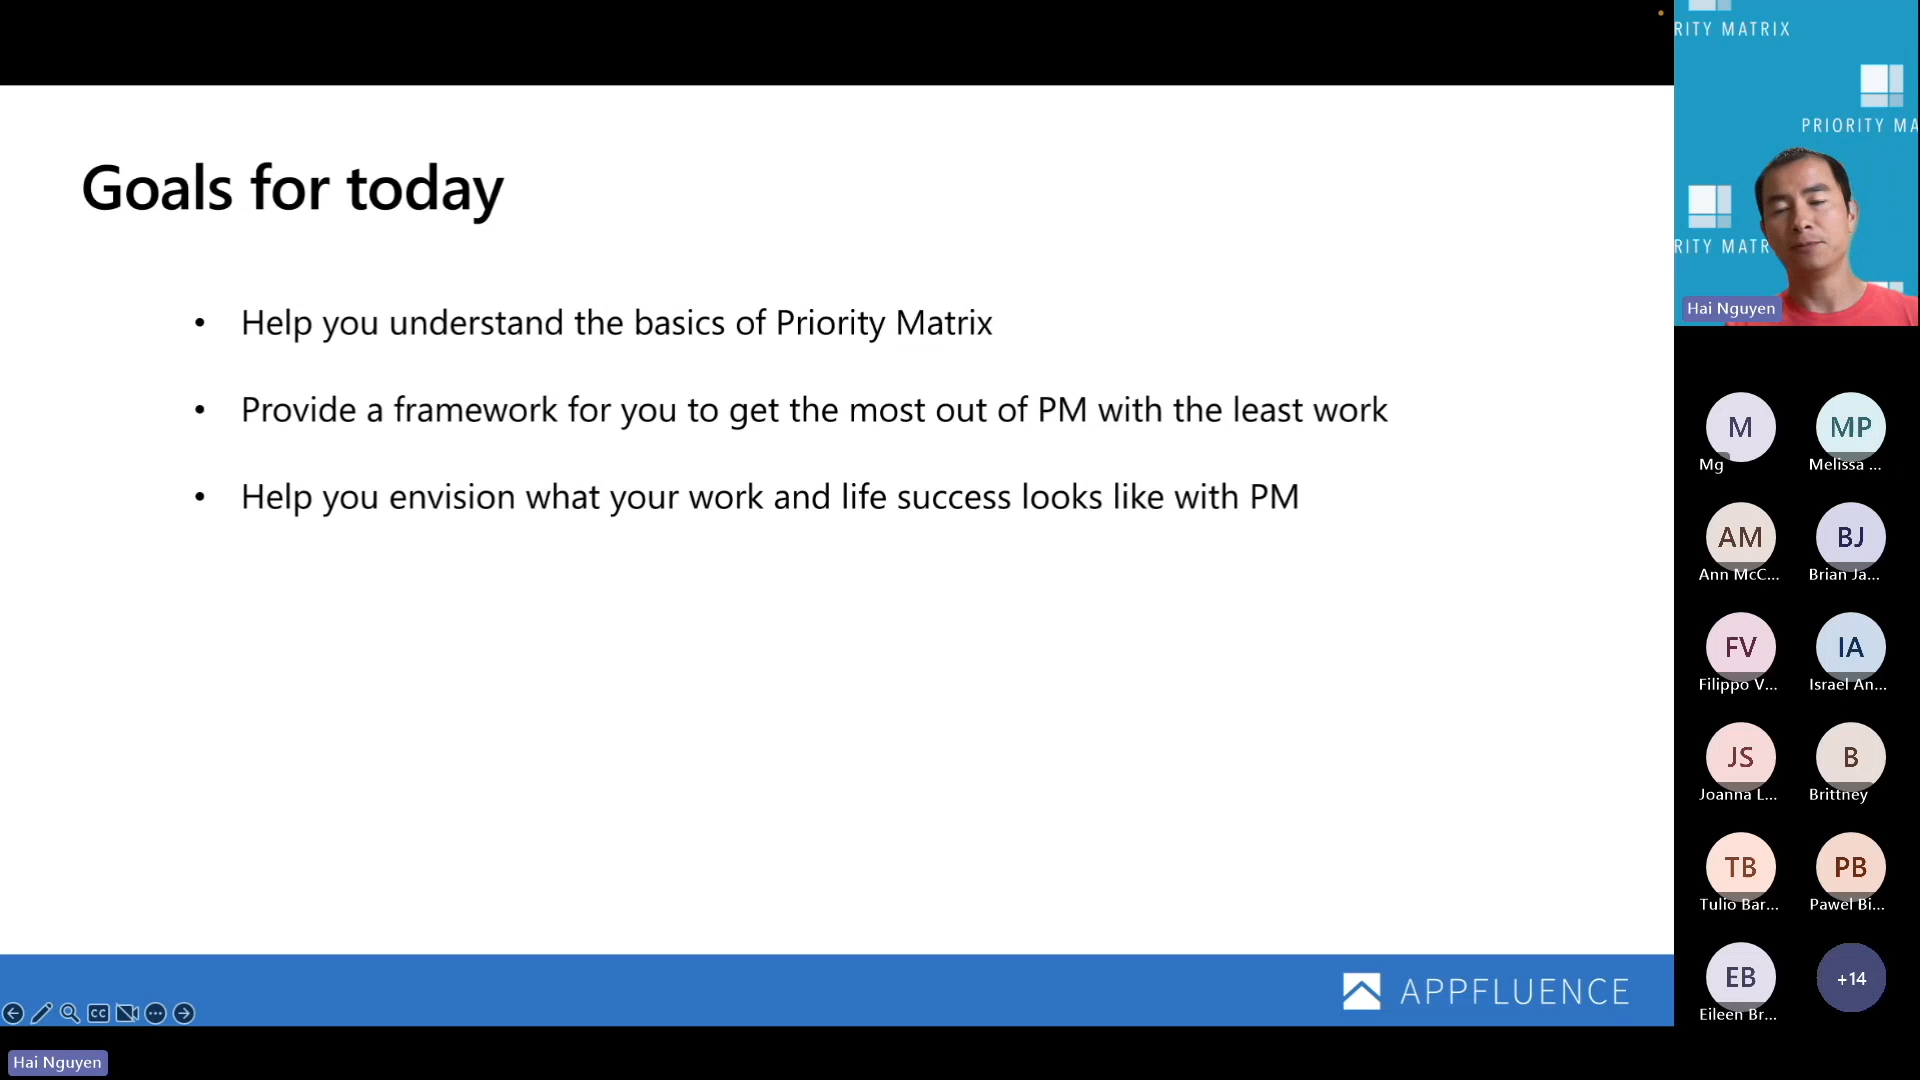 RITY MATRIX
PRIORITY MA
RITY MATR
Hai Nguyen
Goals for today
• Help you understand the basics of Priority Matrix
• Provide a framework for you to get the most out of PM with the least work
• Help you envision what your work and life success looks like with PM
M
Mg
MP
Melissa ...
AM
Ann McC...
BJ
Brian Ja...
FV
Filippo V...
IA
Israel An...
JS
Joanna L...
B
Brittney
TB
Tulio Bar...
PB
Pawel Bi...
EB
Eileen Br...
+14
APPFLUENCE
CC
Hai Nguyen